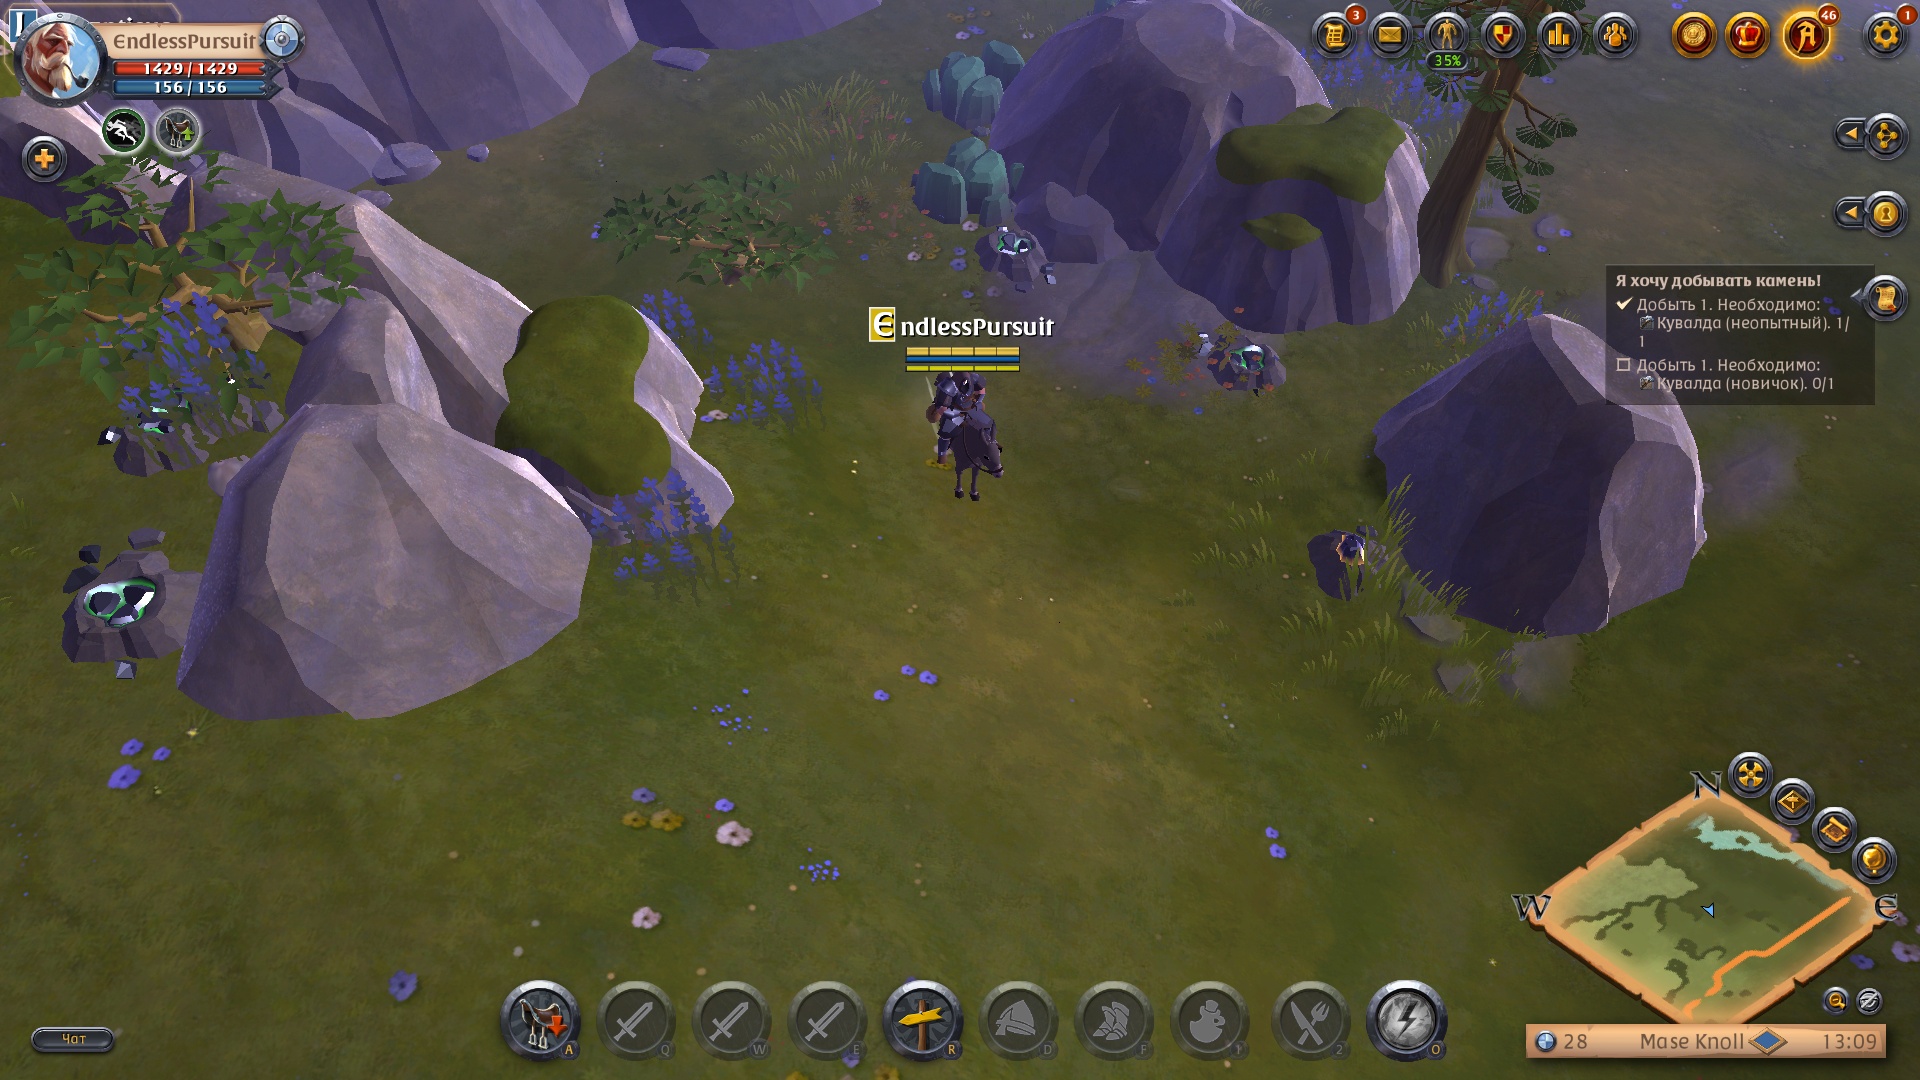 EndlessPursuit
1429 / 1429
156 / 156
3
35%
46
1
Я хочу добывать камень!
Добыть 1. Необходимо:
Кувалда (неопытный). 1/
1
Добыть 1. Необходимо:
Кувалда (новичок). 0/1
EndlessPursuit
N
W
E
Чат
A
Q
W
E
R
D
F
1
2
O
28
Mase Knoll
13:09